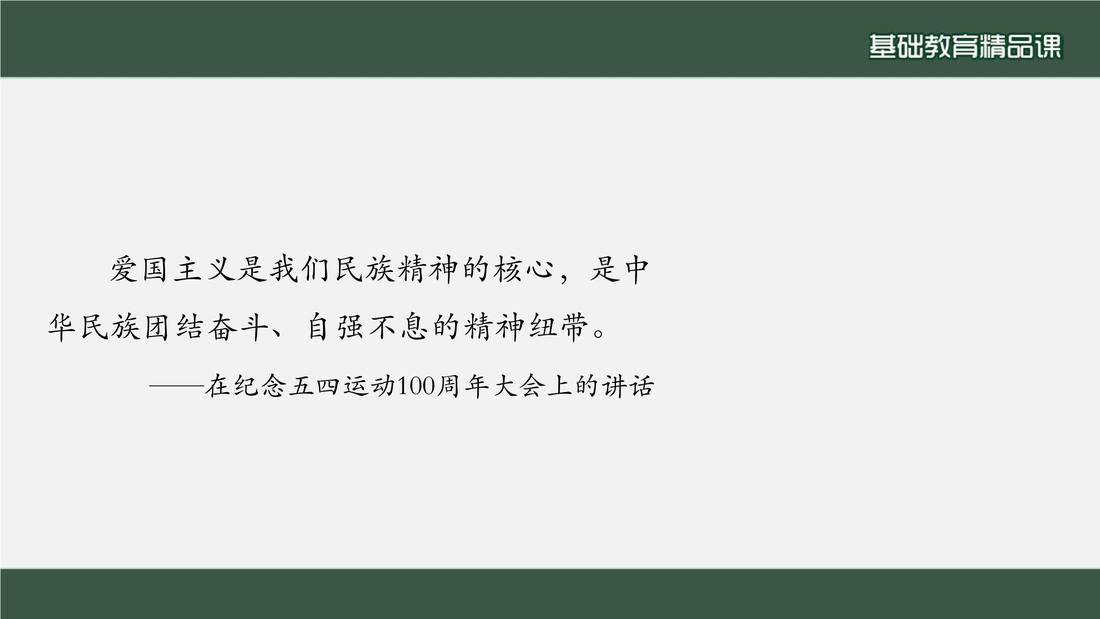 基础教育精品课
爱国主义是我们民族精神的核心，是中
华民族团结奋斗、自强不息的精神纽带。
——在纪念五四运动100周年大会上的讲话